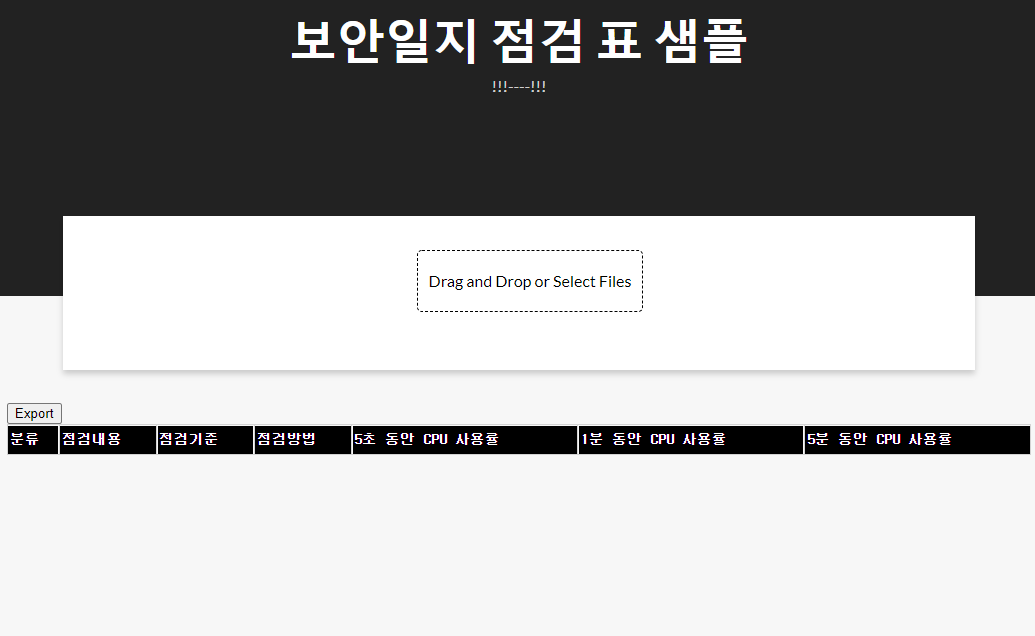 보안일지 점검 표 샘플
!!!----!!!
Drag and Drop or Select Files
Export
분류 점검내용 점검기준 점검방법 5초 동안 CPU 사용률 1분 동안 CPU 사용률 5분 동안 CPU 사용률